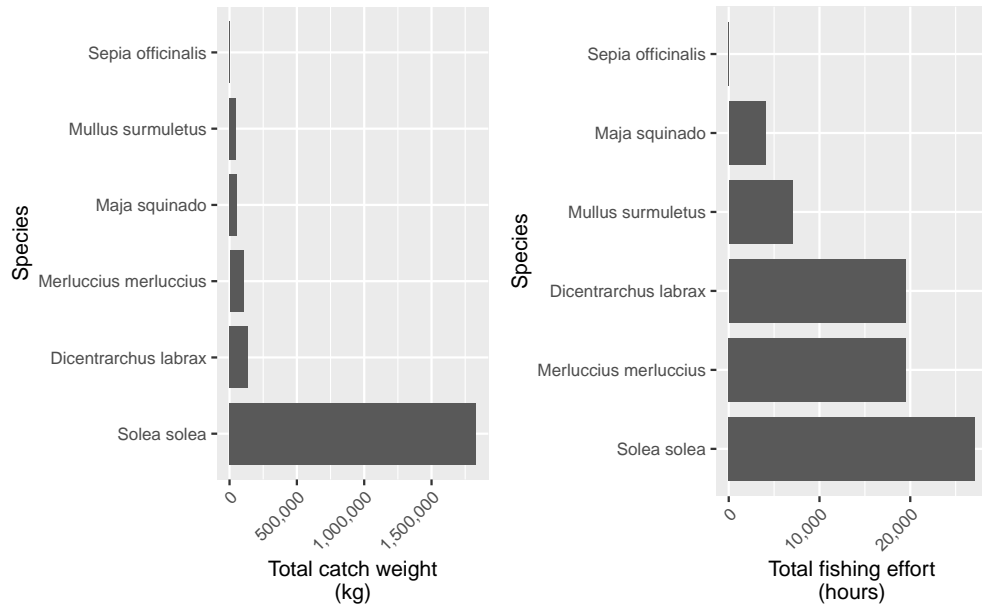 Species
Sepia officinalis
Mullus surmuletus
Maja squinado
Merluccius merluccius
Dicentrarchus labrax
Solea solea
0
500,000
1,000,000
1,500,000
Total catch weight
(kg)
Species
Sepia officinalis
Maja squinado
Mullus surmuletus
Dicentrarchus labrax
Merluccius merluccius
Solea solea
0
10,000
20,000
Total fishing effort
(hours)